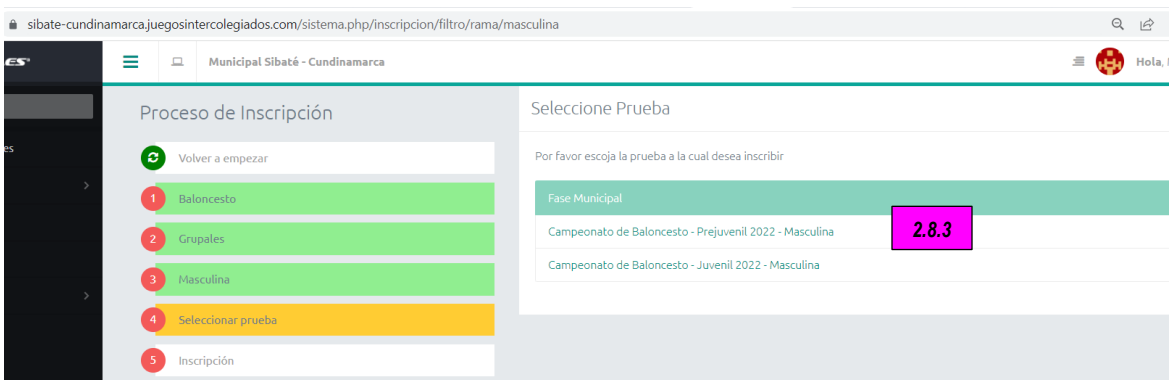 sibate-cundinamarca.juegosintercolegiados.com/sistema.php/inscripcion/filtro/rama/masculina
ES
Municipal Sibaté - Cundinamarca
Hola,
es
Proceso de Inscripción
Volver a empezar
1 Baloncesto
2 Grupales
3 Masculina
4 Seleccionar prueba
5 Inscripción
Seleccione Prueba
Por favor escoja la prueba a la cual desea inscribir
Fase Municipal
Campeonato de Baloncesto - Prejuvenil 2022 - Masculina
2.8.3
Campeonato de Baloncesto - Juvenil 2022 - Masculina